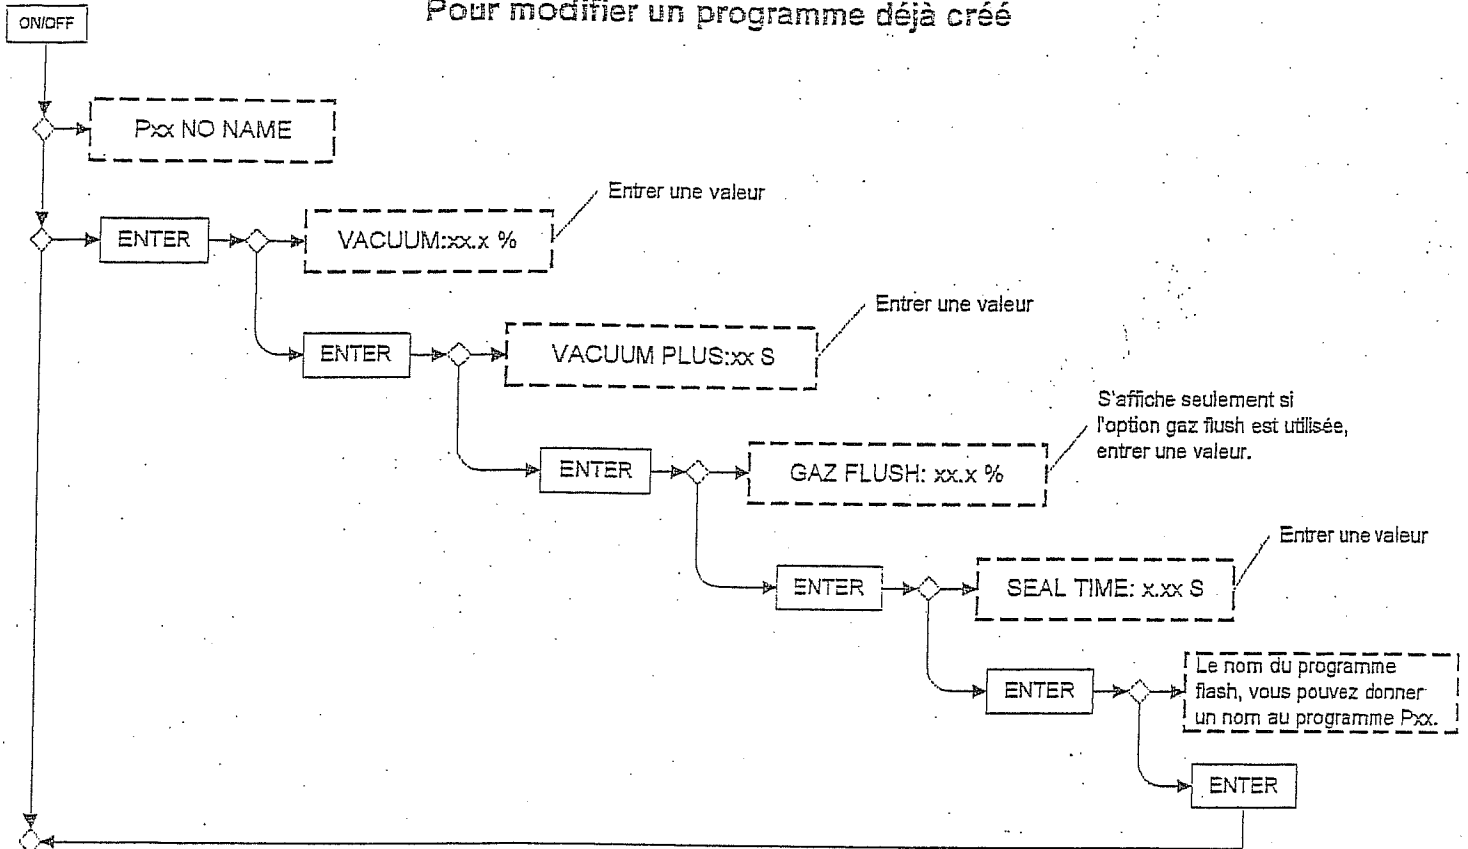 Pour modifier un programme déjà créé
ON/OFF
Pxx NO NAME
Entrer une valeur
ENTER
VACUUM:xx.x %
Entrer une valeur
ENTER
VACUUM PLUS:xx S
S'affiche seulement si
l'option gaz flush est utilisée,
entrer une valeur.
ENTER
GAZ FLUSH: xx.x %
Entrer une valeur
ENTER
SEAL TIME: x.xx S
Le nom du programme
flash, vous pouvez donner
un nom au programme Pxx.
ENTER
ENTER